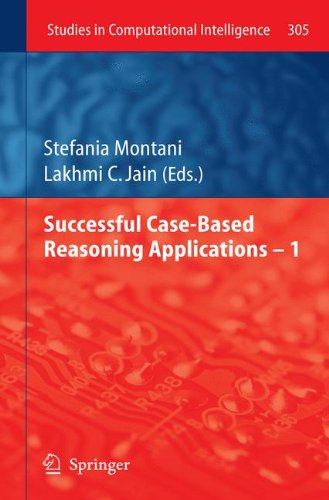 Studies in Computational Intelligence 305
Stefania Montani
Lakhmi C. Jain (Eds.)
Successful Case-Based
Reasoning Applications – 1
Springer